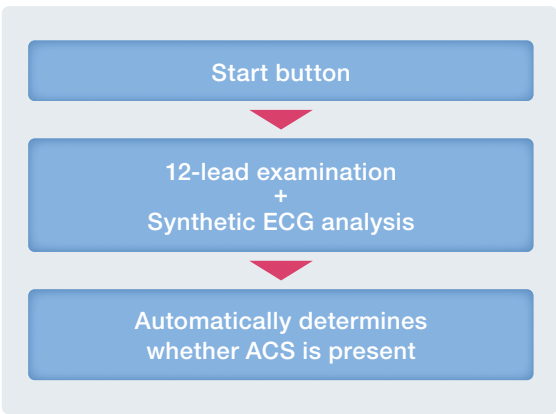 Start button
12-lead examination
+
Synthetic ECG analysis
Automatically determines
whether ACS is present